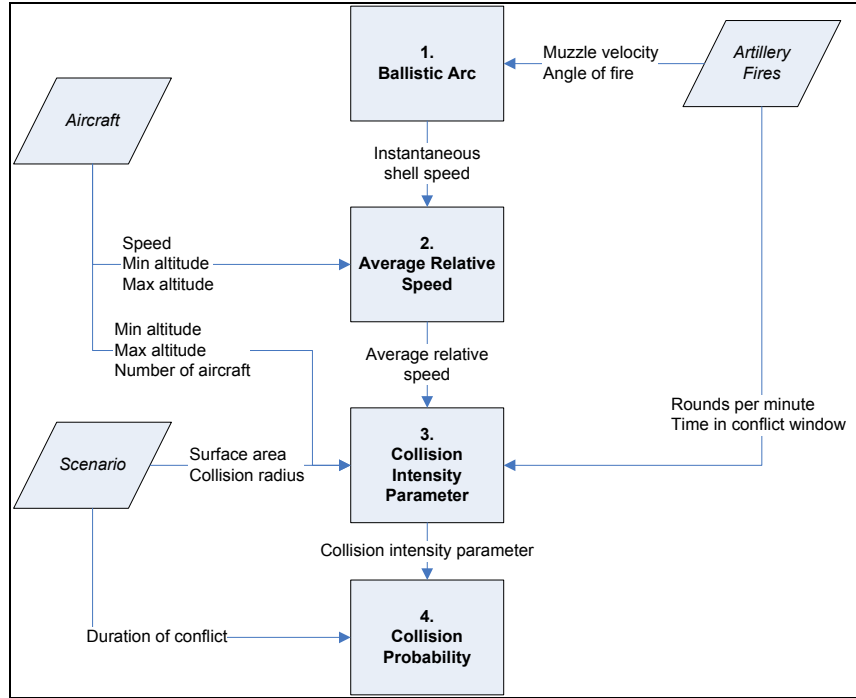 1.
Ballistic Arc
Muzzle velocity
Angle of fire
Artillery
Fires
Aircraft
Instantaneous
shell speed
Speed
Min altitude
Max altitude
2.
Average Relative
Speed
Min altitude
Max altitude
Number of aircraft
Average relative
speed
Rounds per minute
Time in conflict window
Scenario
Surface area
Collision radius
3.
Collision
Intensity
Parameter
Collision intensity parameter
Duration of conflict
4.
Collision
Probability